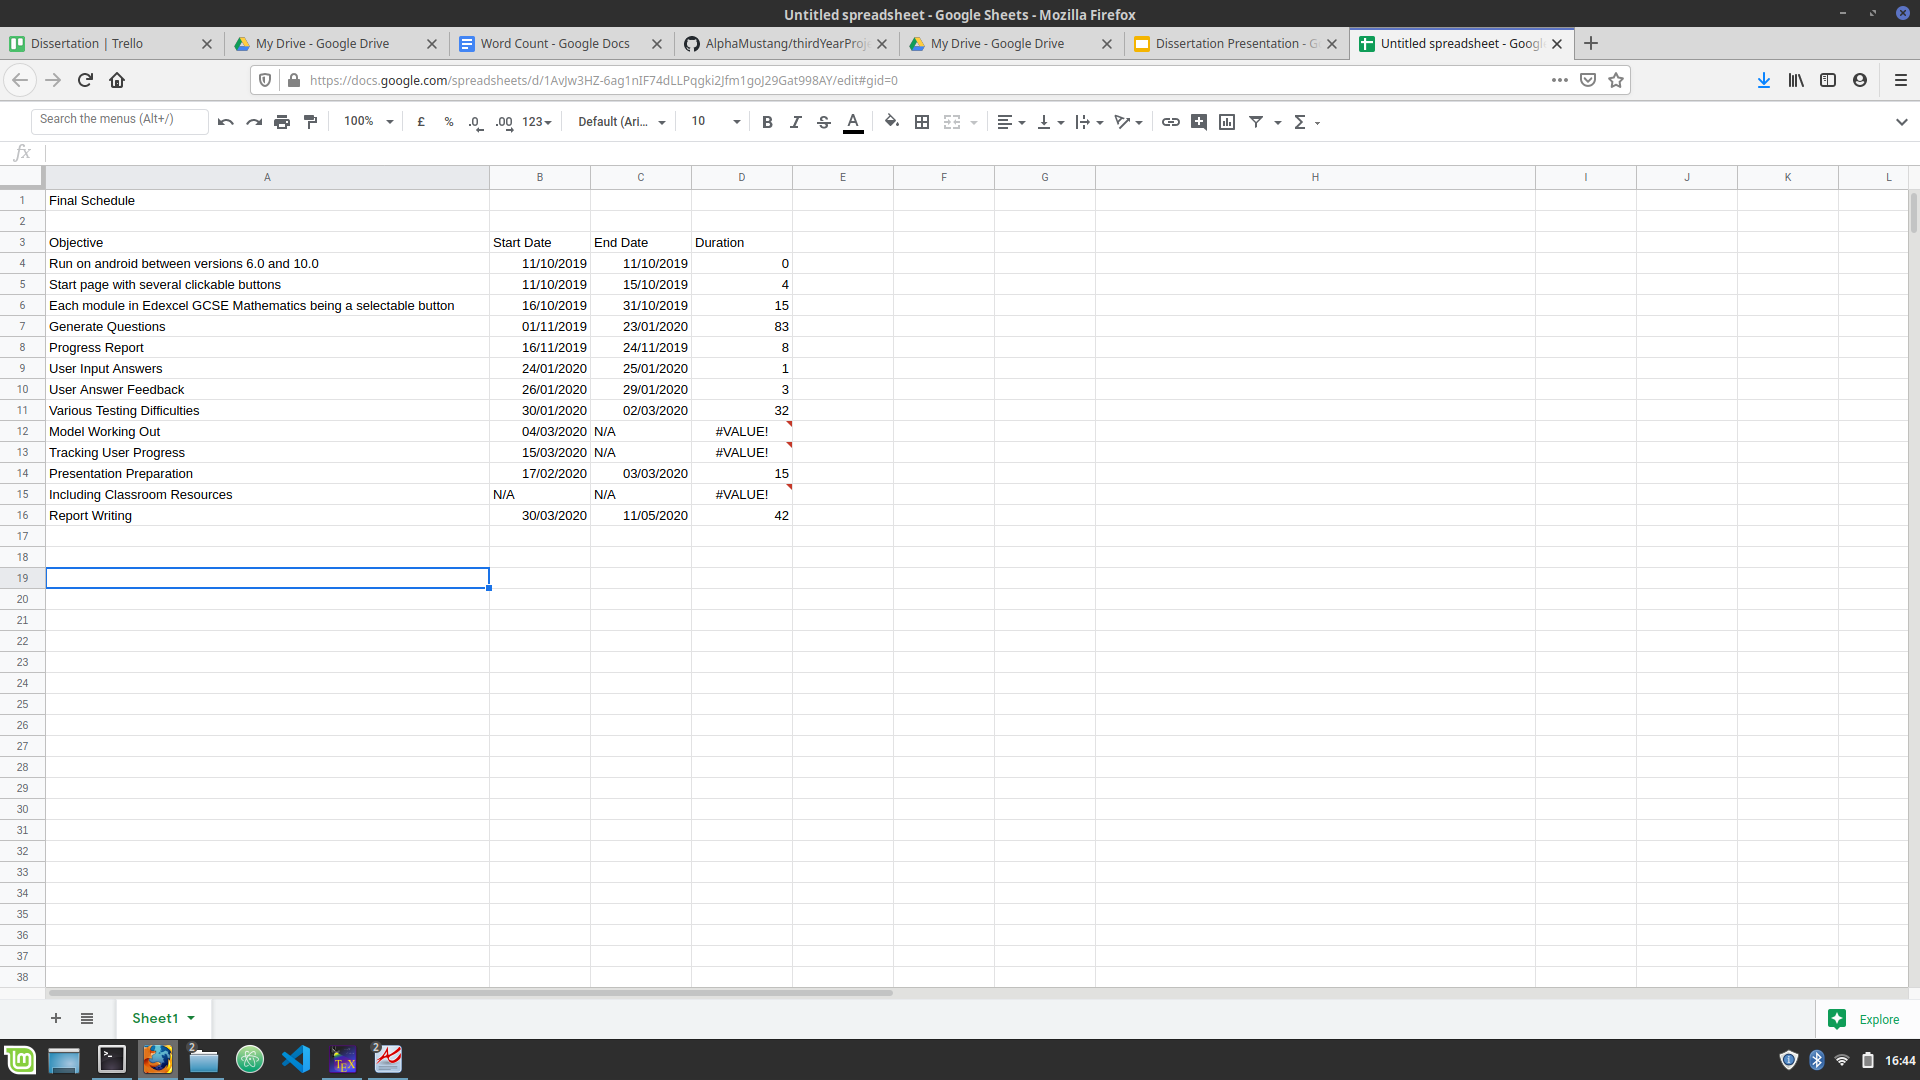 Untitled spreadsheet - Google Sheets - Mozilla Firefox
Dissertation | Trello
My Drive - Google Drive
Word Count - Google Docs
AlphaMustang/thirdYearProj
My Drive - Google Drive
Dissertation Presentation - G
Untitled spreadsheet - Googl
https://docs.google.com/spreadsheets/d/1AvJw3HZ-6ag1nIF74dLLPqgki2Jfm1goJ29Gat998AY/edit#gid=0
Search the menus (Alt+/) 100% £ % .0 .00 123 Default (Ari... 10 B I S A Σ
fx
A B C D E F G H I J K L
1 Final Schedule
2
3 Objective Start Date End Date Duration
4 Run on android between versions 6.0 and 10.0 11/10/2019 11/10/2019 0
5 Start page with several clickable buttons 11/10/2019 15/10/2019 4
6 Each module in Edexcel GCSE Mathematics being a selectable button 16/10/2019 31/10/2019 15
7 Generate Questions 01/11/2019 23/01/2020 83
8 Progress Report 16/11/2019 24/11/2019 8
9 User Input Answers 24/01/2020 25/01/2020 1
10 User Answer Feedback 26/01/2020 29/01/2020 3
11 Various Testing Difficulties 30/01/2020 02/03/2020 32
12 Model Working Out 04/03/2020 N/A #VALUE!
13 Tracking User Progress 15/03/2020 N/A #VALUE!
14 Presentation Preparation 17/02/2020 03/03/2020 15
15 Including Classroom Resources N/A N/A #VALUE!
16 Report Writing 30/03/2020 11/05/2020 42
17
18
19
20
21
22
23
24
25
26
27
28
29
30
31
32
33
34
35
36
37
38
Sheet1
Explore
2
TEX
2
16:44